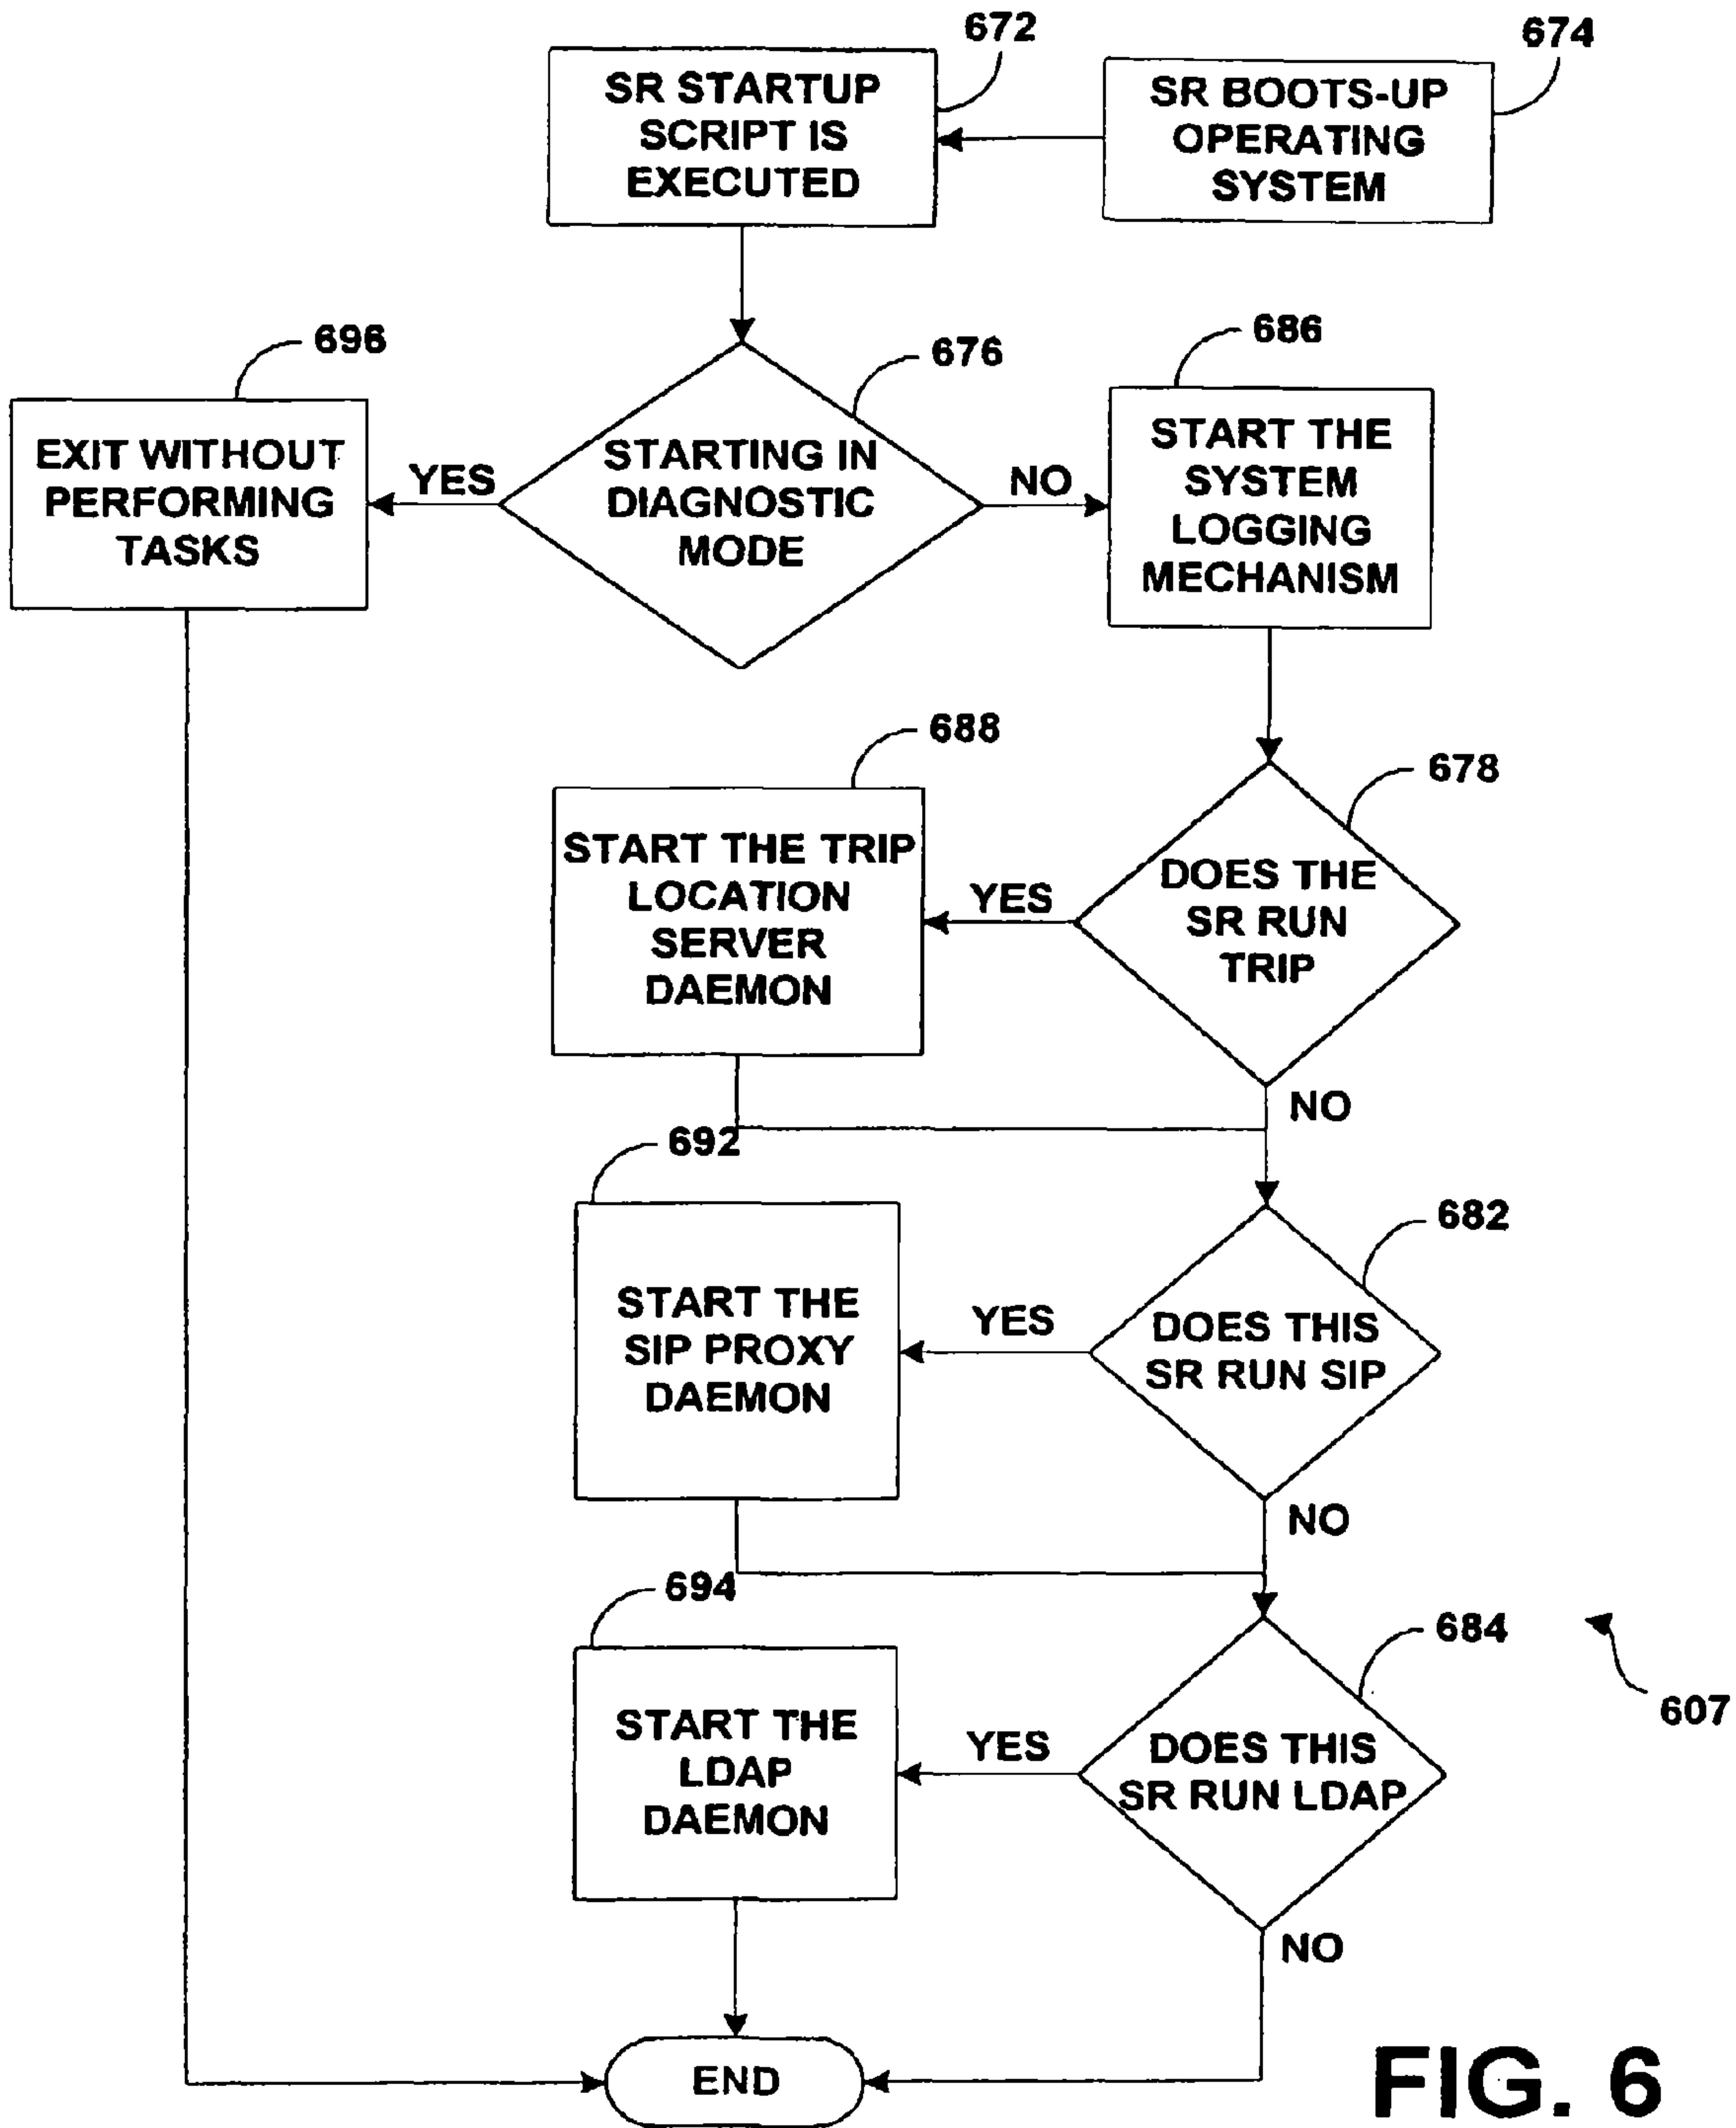 672
SR STARTUP
SCRIPT IS
EXECUTED
674
SR BOOTS-UP
OPERATING
SYSTEM
696
EXIT WITHOUT
PERFORMING
TASKS
YES
676
STARTING IN
DIAGNOSTIC
MODE
NO
686
START THE
SYSTEM
LOGGING
MECHANISM
688
START THE TRIP
LOCATION
SERVER
DAEMON
YES
678
DOES THE
SR RUN
TRIP
NO
692
START THE
SIP PROXY
DAEMON
YES
682
DOES THIS
SR RUN SIP
NO
694
START THE
LDAP
DAEMON
YES
684
DOES THIS
SR RUN LDAP
NO
607
END
FIG. 6